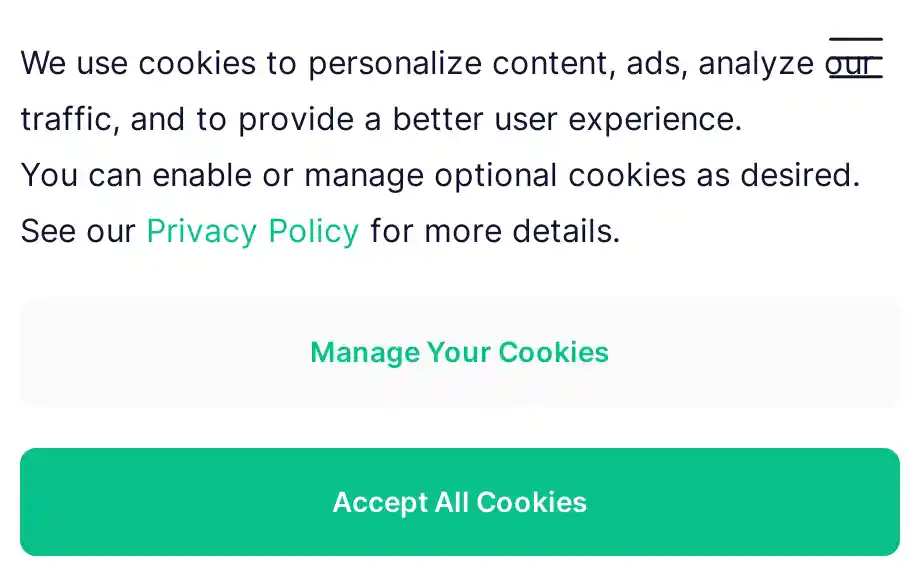 We use cookies to personalize content, ads, analyze our
traffic, and to provide a better user experience.
You can enable or manage optional cookies as desired.
See our Privacy Policy for more details.
Manage Your Cookies
Accept All Cookies